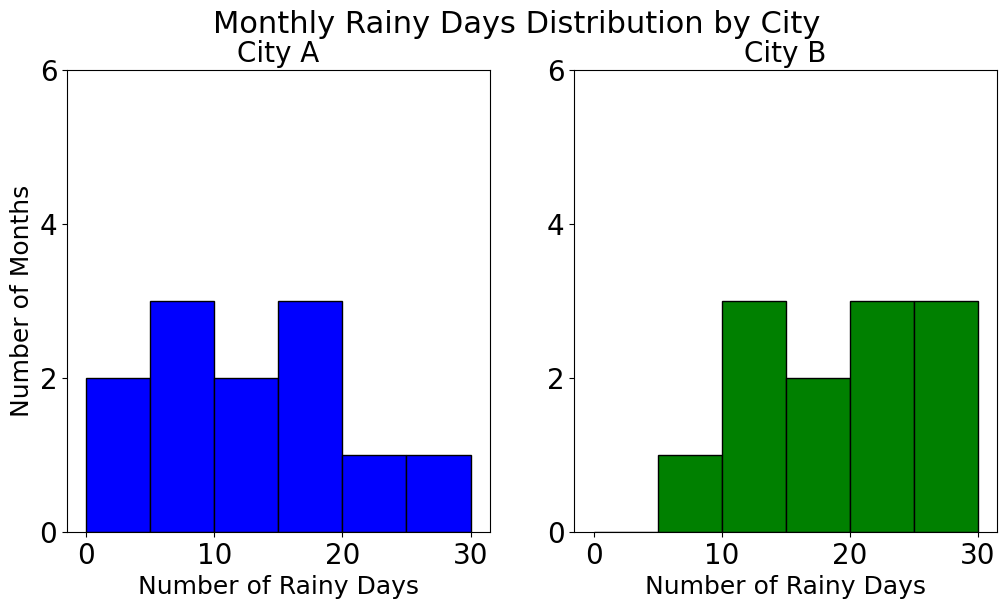 Monthly Rainy Days Distribution by City
City A
6
4
2
0
Number of Months
0 10 20 30
Number of Rainy Days
City B
6
4
2
0
0 10 20 30
Number of Rainy Days